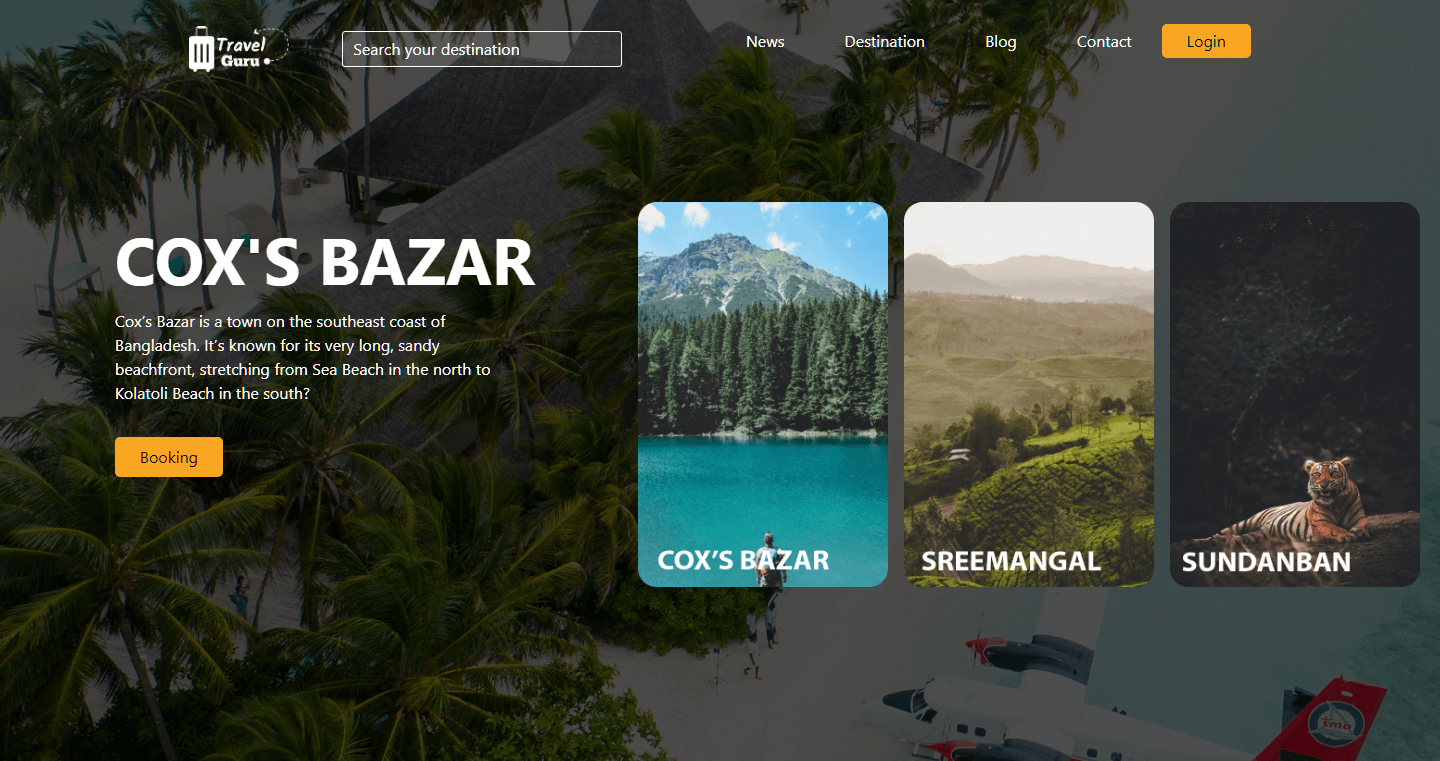 Travel
Guru
Search your destination
News
Destination
Blog
Contact
Login
COX'S BAZAR
Cox’s Bazar is a town on the southeast coast of
Bangladesh. It’s known for its very long, sandy
beachfront, stretching from Sea Beach in the north to
Kolatoli Beach in the south?
Booking
COX’S BAZAR
SREEMANGAL
SUNDANBAN
tma